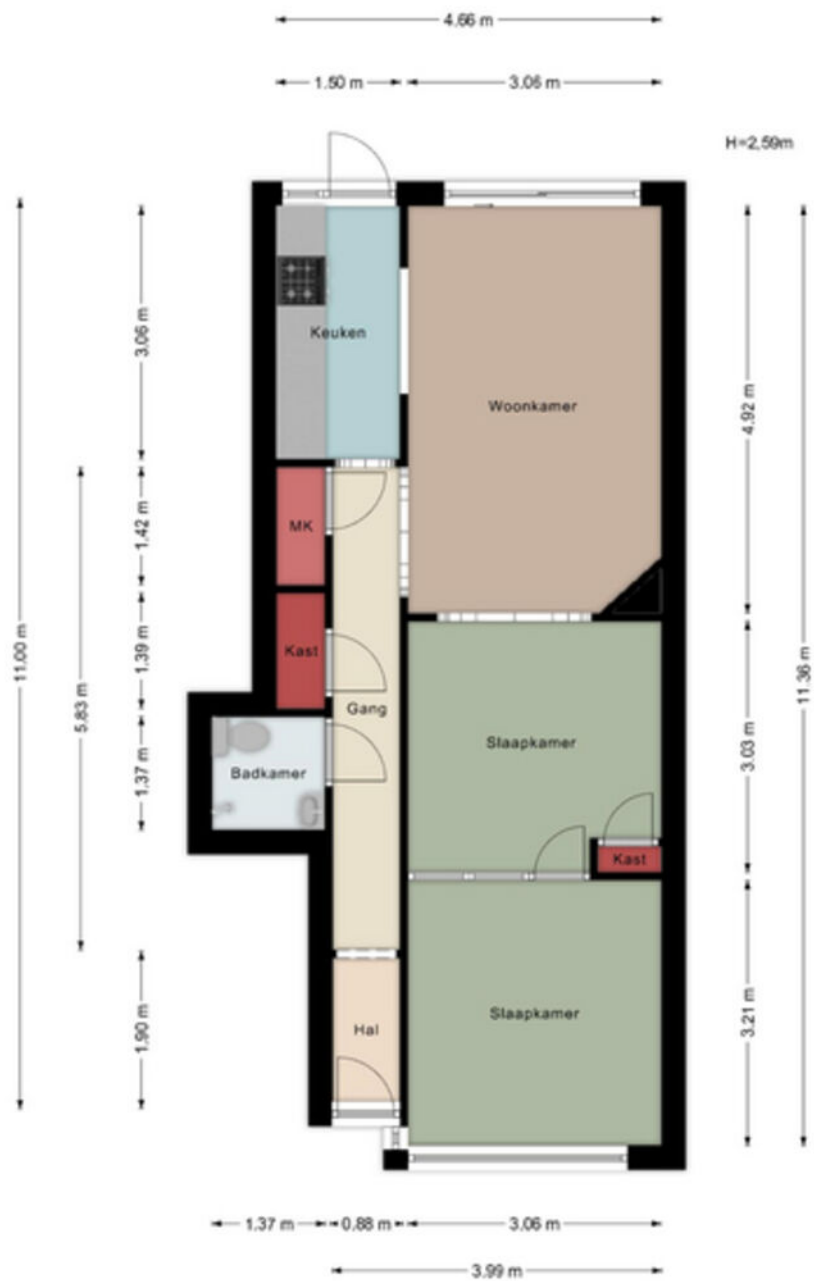 4.66 m
1.50 m
3.06 m
H=2,59m
3.06 m
Keuken
Woonkamer
4.92 m
1.42 m
MK
11.00 m
5.83 m
1.39 m
Kast
11.36 m
Gang
1.37 m
Badkamer
Slaapkamer
3.03 m
Kast
1.90 m
Hal
Slaapkamer
3.21 m
1.37 m
0.88 m
3.06 m
3.99 m